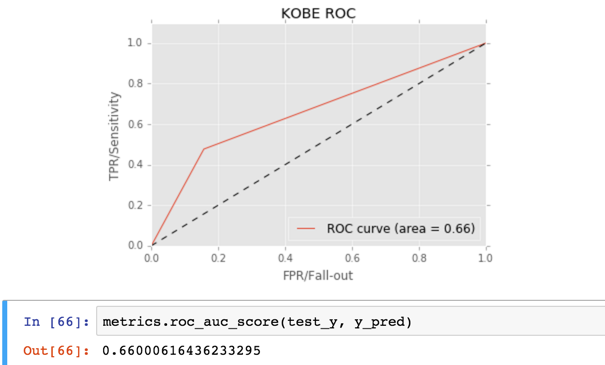 KOBE ROC
1.0
0.8
0.6
0.4
0.2
0.0
TPR/Sensitivity
ROC curve (area = 0.66)
0.0 0.2 0.4 0.6 0.8 1.0
FPR/Fall-out
In [66]: metrics.roc_auc_score(test_y, y_pred)
Out[66]: 0.66000616436233295